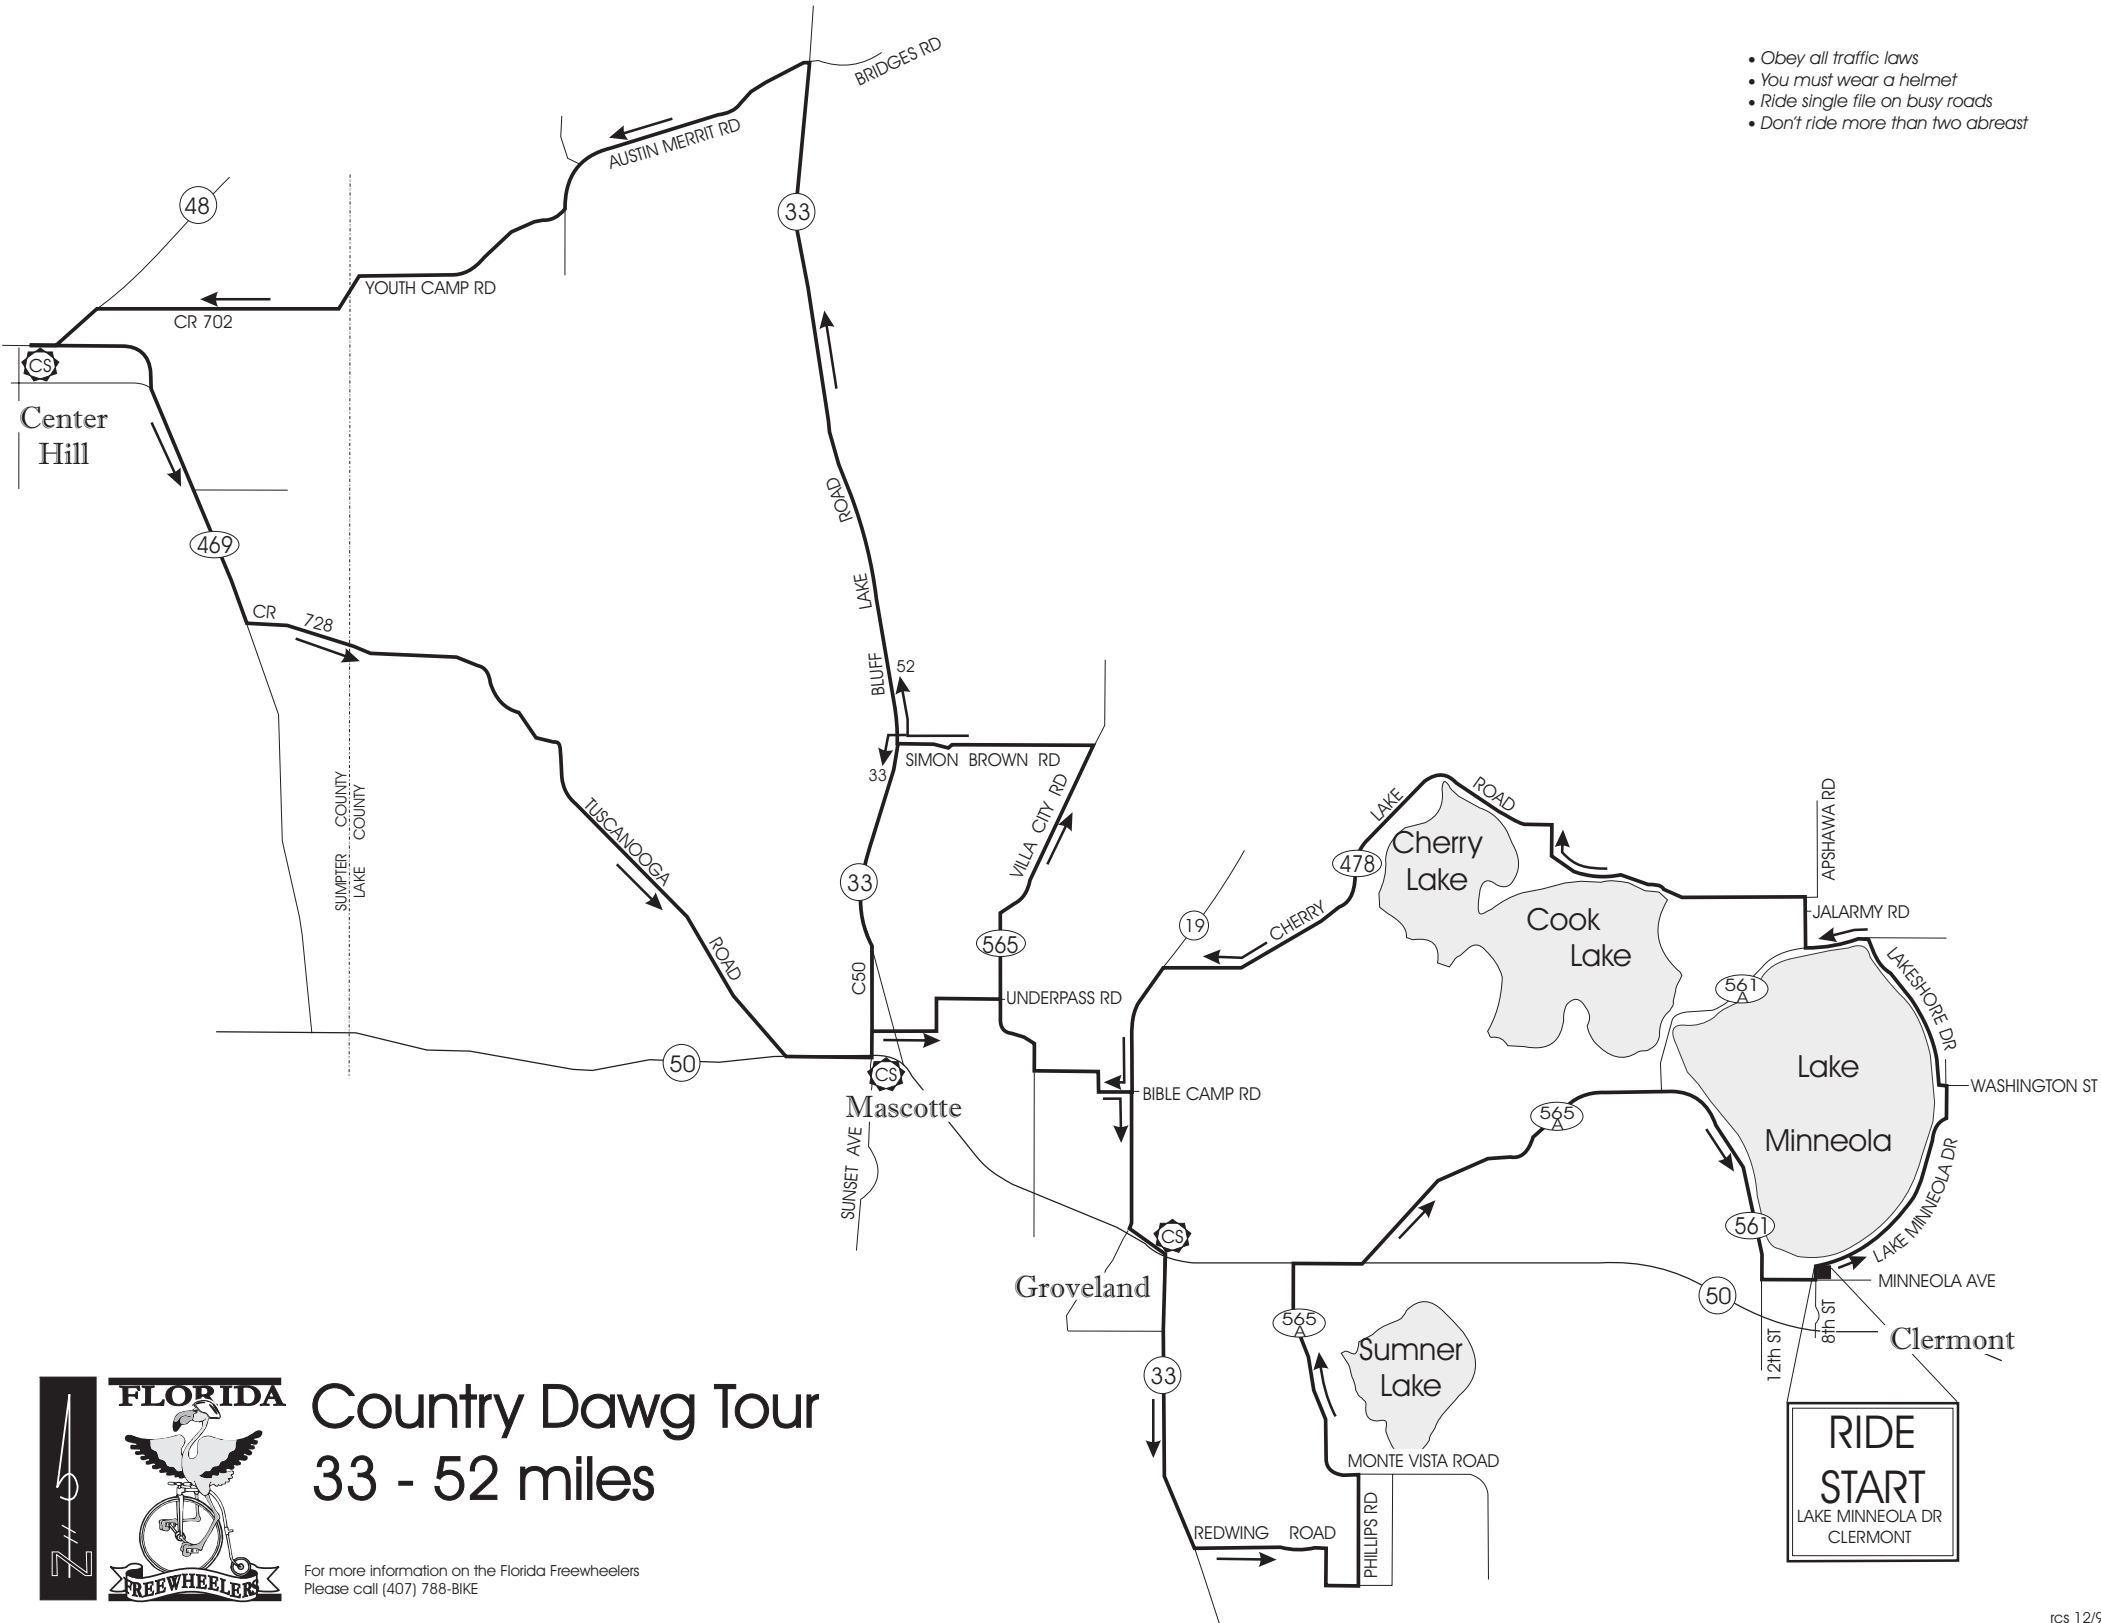 BRIDGES RD
• Obey all traffic laws
• You must wear a helmet
• Ride single file on busy roads
• Don't ride more than two abreast
AUSTIN MERRIT RD
48
33
YOUTH CAMP RD
CR 702
CS
Center
Hill
469
CR 728
BLUFF LAKE ROAD
52
33
SIMON BROWN RD
VILLA CITY RD
SUMPTER COUNTY
LAKE COUNTY
TUSCANOOGA ROAD
33
565
C50
UNDERPASS RD
50
CS
Mascotte
SUNSET AVE
19
CHERRY LAKE ROAD
478
Cherry
Lake
Cook
Lake
APSHAWA RD
JALARMY RD
LAKESHORE DR
561
A
Lake
Minneola
WASHINGTON ST
BIBLE CAMP RD
565
A
561
LAKE MINNEOLA DR
MINNEOLA AVE
CS
Groveland
50
8th ST
12th ST
Clermont
565
A
Sumner
Lake
33
MONTE VISTA ROAD
PHILLIPS RD
REDWING ROAD
RIDE
START
LAKE MINNEOLA DR
CLERMONT
N
FLORIDA
FREEWHEELERS
Country Dawg Tour
33 - 52 miles
For more information on the Florida Freewheelers
Please call (407) 788-BIKE
rcs 12/9